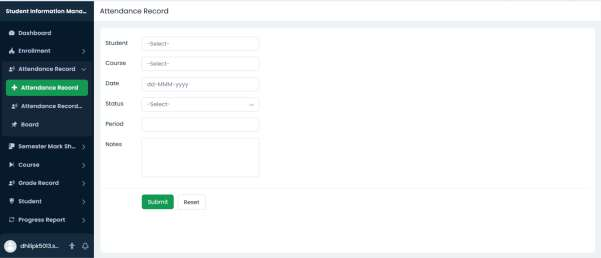 Student Information Mana...
Attendance Record
Dashboard
Enrollment
Attendance Record
Attendance Record
Attendance Record...
Board
Semester Mark Sh...
Course
Grade Record
Student
Progress Report
dhilipk5013.s...
Student
-Select-
Course
-Select-
Date
dd-MMM-yyyy
Status
-Select-
Period
Notes
Submit
Reset